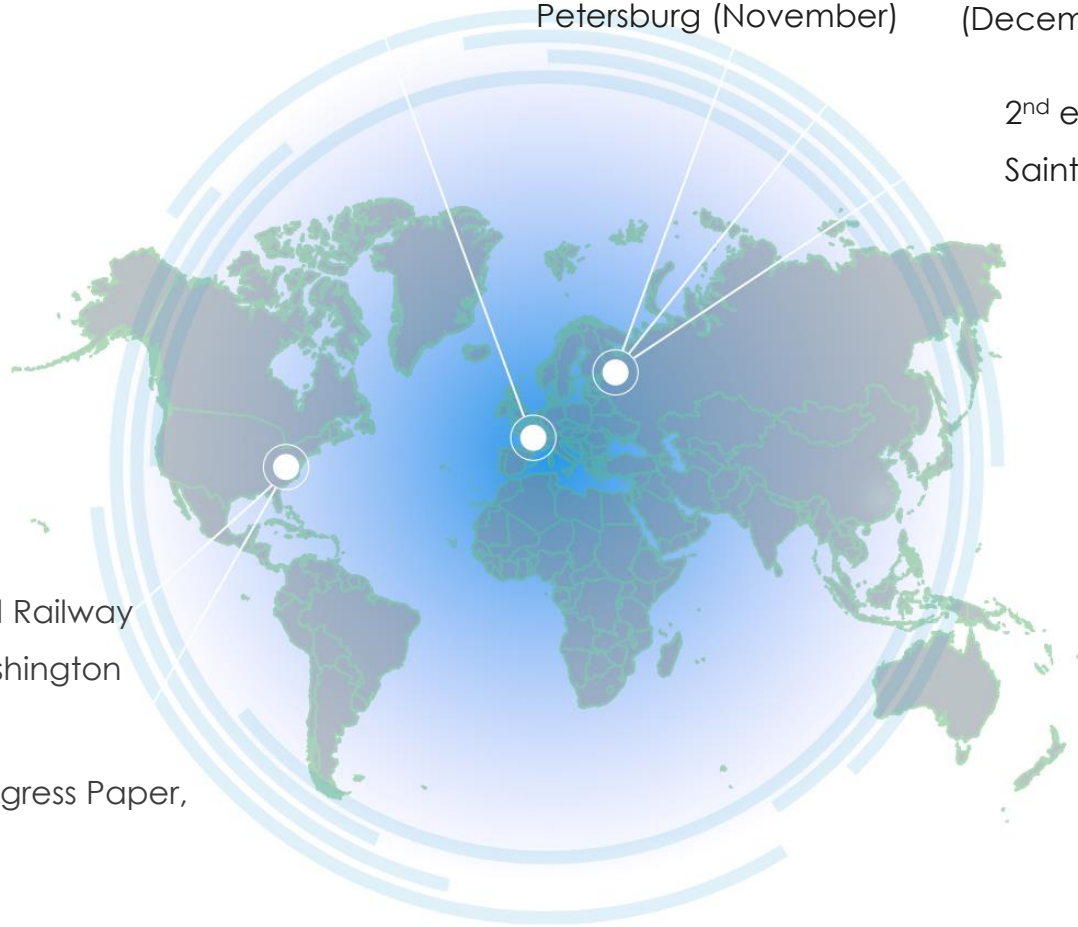 Petersburg (November)
(Decem
2nd e
Saint
l Railway
shington
gress Paper,